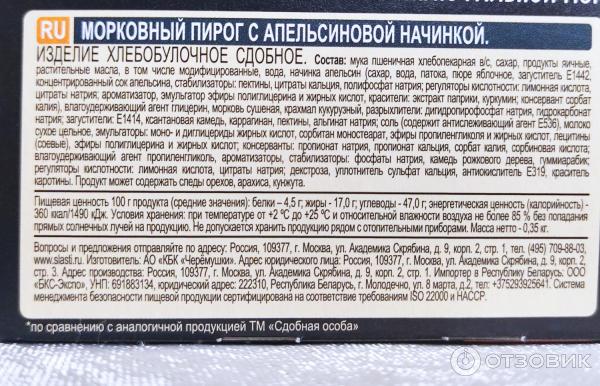 RU МОРКОВНЫЙ ПИРОГ С АПЕЛЬСИНОВОЙ НАЧИНКОЙ.
ИЗДЕЛИЕ ХЛЕБОБУЛОЧНОЕ СДОБНОЕ. Состав: мука пшеничная хлебопекарная в/с, сахар, продукты яичные,
растительные масла, в том числе модифицированные, вода, начинка апельсин (сахар, вода, патока, пюре яблочное, загуститель Е1442,
концентрированный сок апельсина, стабилизаторы: пектины, цитраты кальция, полифосфат натрия; регуляторы кислотности: лимонная кислота,
цитраты натрия; ароматизатор, эмульгатор эфиры полиглицерина и жирных кислот, красители: экстракт паприки, куркумин; консервант сорбат
калия), влагоудерживающий агент глицерин, морковь сушеная, крахмал кукурузный, разрыхлители: дигидропирофосфат натрия, гидрокарбонат
натрия; загустители: Е1414, ксантановая камедь, каррагинан, пектины, альгинат натрия; соль (содержит антислеживающий агент Е536), молоко
сухое цельное, эмульгаторы: моно- и диглицериды жирных кислот, сорбитан моностеарат, эфиры пропиленгликоля и жирных кислот, лецитины
(соевые), эфиры полиглицерина и жирных кислот; консерванты: пропионат натрия, пропионат кальция, сорбат калия, сорбиновая кислота;
влагоудерживающий агент пропиленгликоль, ароматизаторы, стабилизаторы: фосфаты натрия, камедь рожкового дерева, гуммиарабик;
регуляторы кислотности: лимонная кислота, цитраты натрия; декстроза, уплотнитель сульфат кальция, антиокислитель Е319, краситель
каротины. Продукт может содержать следы орехов, арахиса, кунжута.
Пищевая ценность 100 г продукта (средние значения): белки – 4,5 г; жиры - 17,0 г; углеводы - 47,0 г; энергетическая ценность (калорийность) -
360 ккал/1490 кДж. Условия хранения: при температуре от +2 °С до +25 °С и относительной влажности воздуха не более 85 % без попадания
прямых солнечных лучей на продукты. Не допускается хранить продукты рядом с отопительными приборами. Масса нетто - 0,35 кг.
Вопросы и предложения отправляйте по адресу: Россия, 109377, г. Москва, ул. Академика Скрябина, д. 9, корп. 2, стр. 1, тел. (495) 709-88-03,
www.slasti.ru. Изготовитель: АО «КБК «Черёмушки». Адрес юридического лица: Россия, 109377, г. Москва, ул. Академика Скрябина, д. 9, корп. 2,
стр. 3. Адрес производства: Россия, 109377, г. Москва, ул. Академика Скрябина, д. 9, корп. 2, стр. 1. Импортер в Республику Беларусь: ООО
«БКС-Экспо», УНП: 691883134, юридический адрес: 222310, Республика Беларусь, г. Молодечно, ул. 8 марта, д.2, тел.: +375293925641. Система
менеджмента безопасности пищевой продукции сертифицирована на соответствие требованиям ISO 22000 и HACCP.
*по сравнению с аналогичной продукцией ТМ «Сдобная особа»
ОТЗОВИК